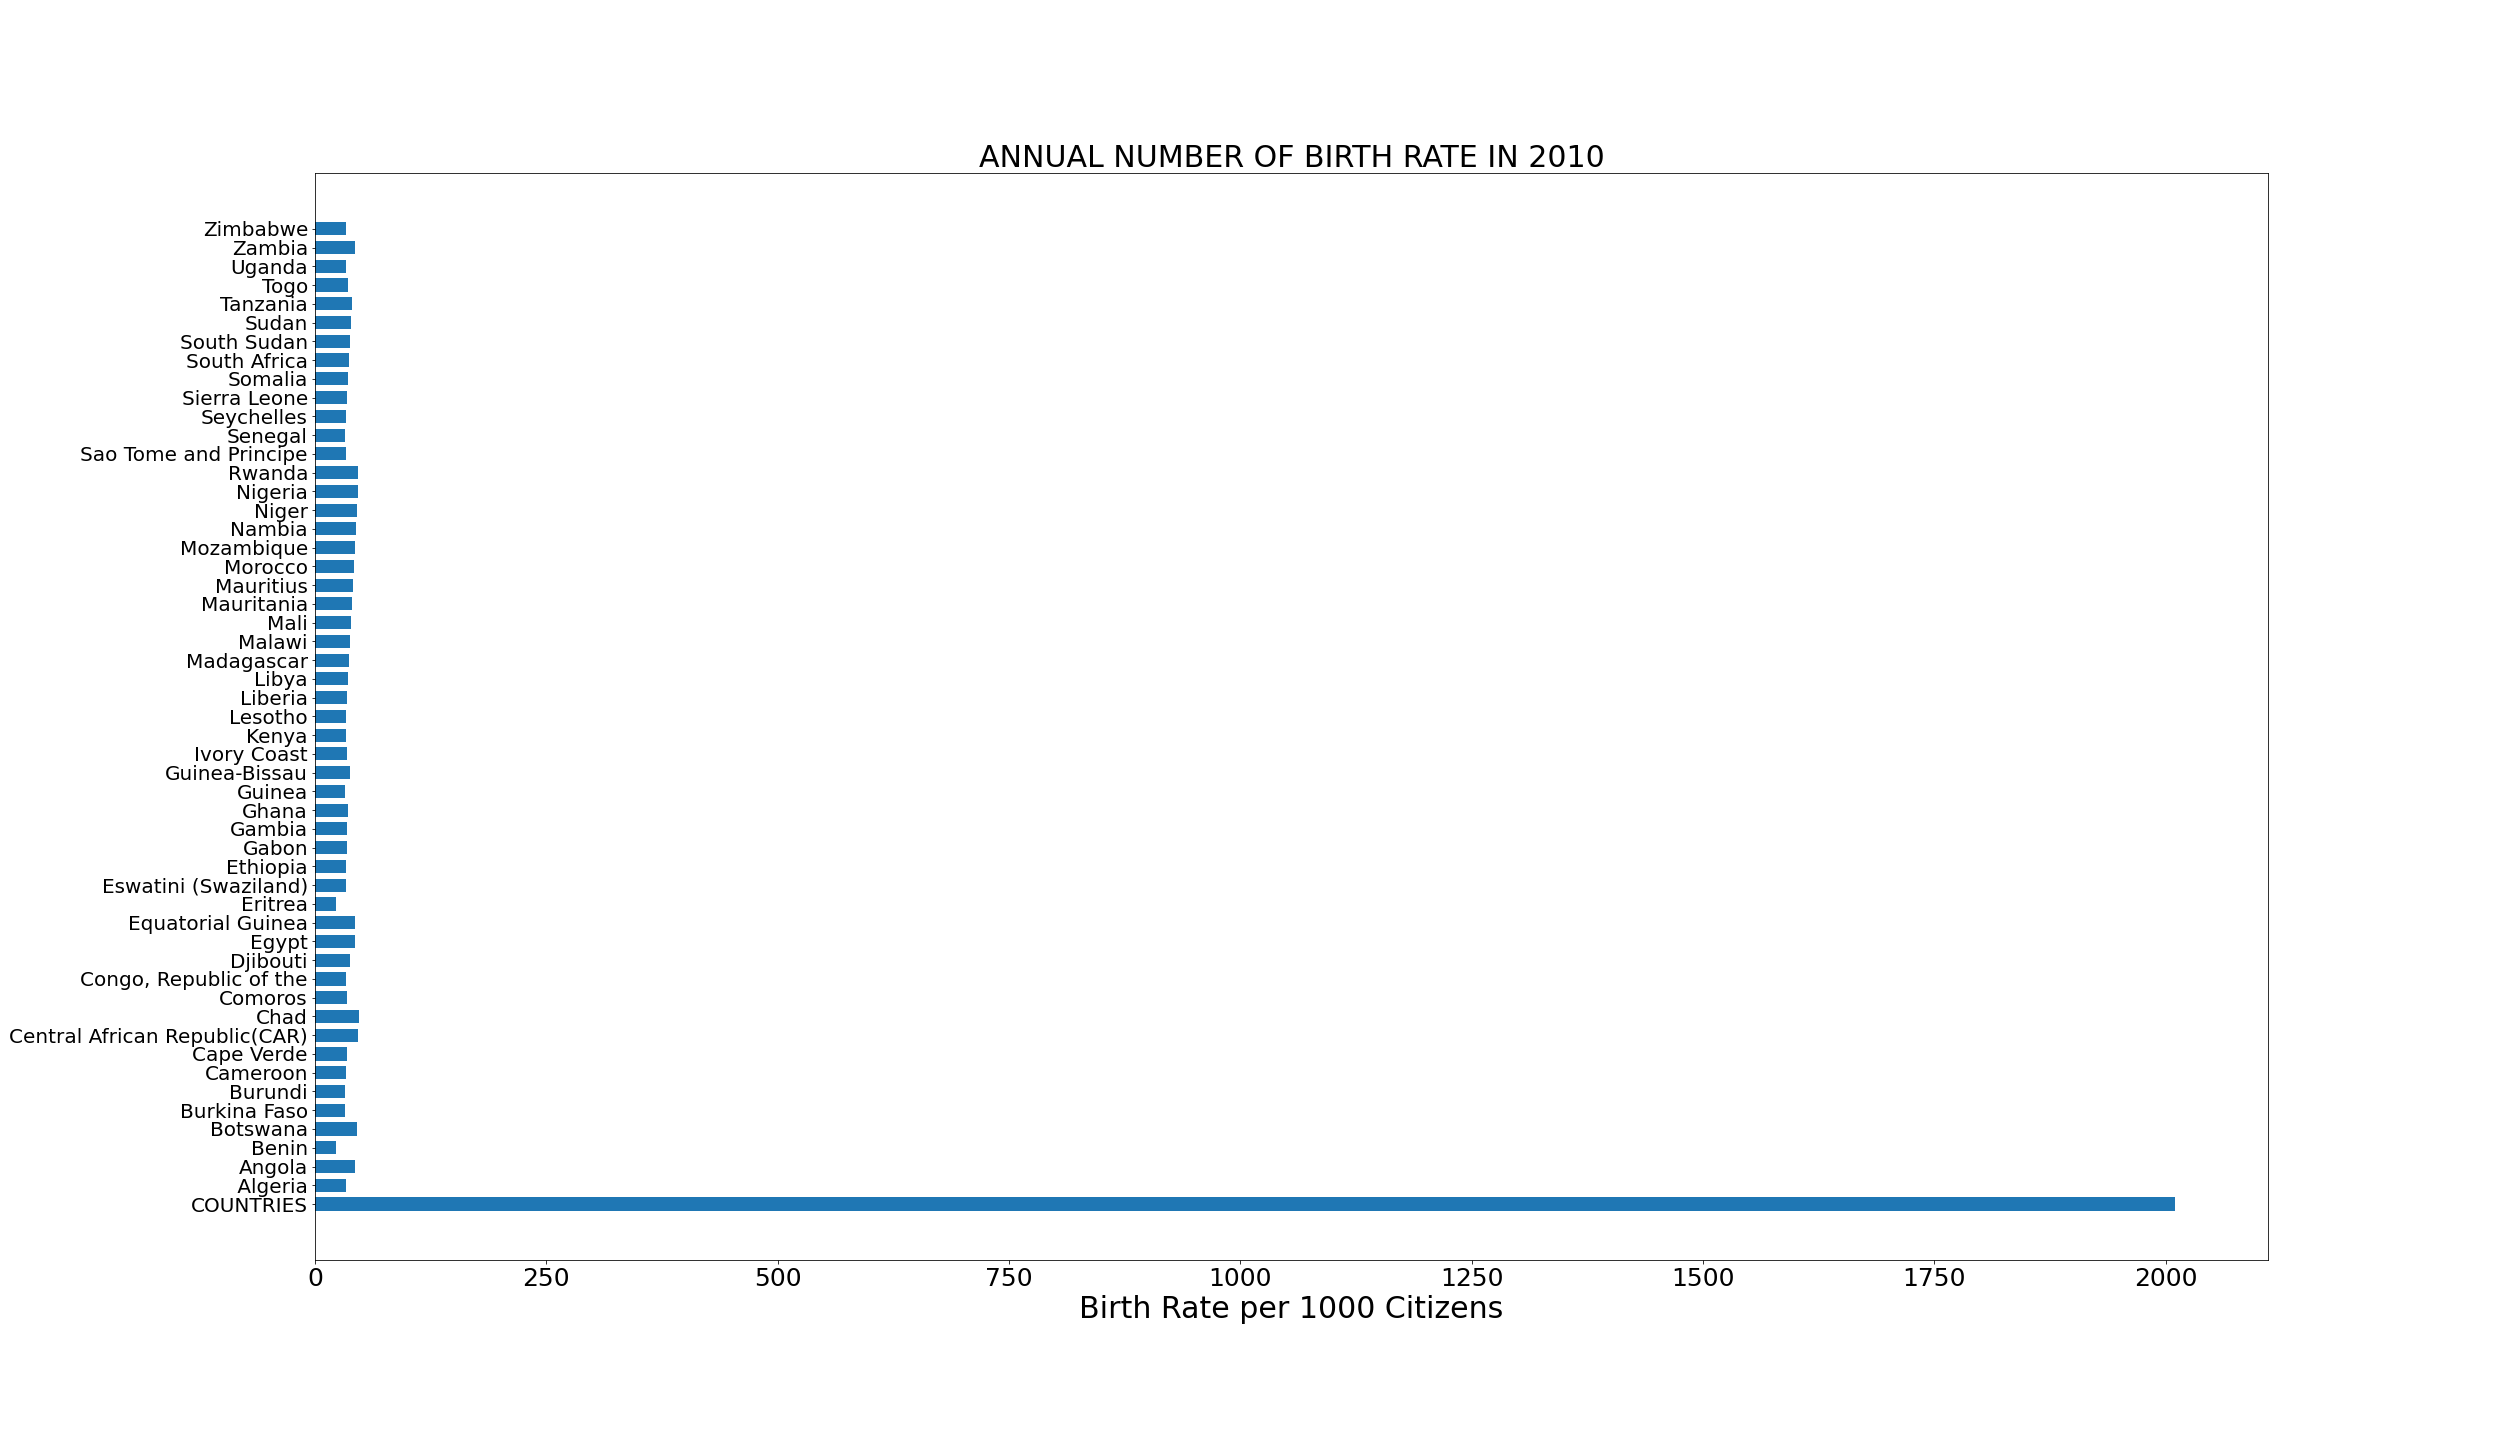 ANNUAL NUMBER OF BIRTH RATE IN 2010
Zimbabwe
Zambia
Uganda
Togo
Tanzania
Sudan
South Sudan
South Africa
Somalia
Sierra Leone
Seychelles
Senegal
Sao Tome and Principe
Rwanda
Nigeria
Niger
Nambia
Mozambique
Morocco
Mauritius
Mauritania
Mali
Malawi
Madagascar
Libya
Liberia
Lesotho
Kenya
Ivory Coast
Guinea-Bissau
Guinea
Ghana
Gambia
Gabon
Ethiopia
Eswatini (Swaziland)
Eritrea
Equatorial Guinea
Egypt
Djibouti
Congo, Republic of the
Comoros
Chad
Central African Republic(CAR)
Cape Verde
Cameroon
Burundi
Burkina Faso
Botswana
Benin
Angola
Algeria
COUNTRIES
0 250 500 750 1000 1250 1500 1750 2000
Birth Rate per 1000 Citizens